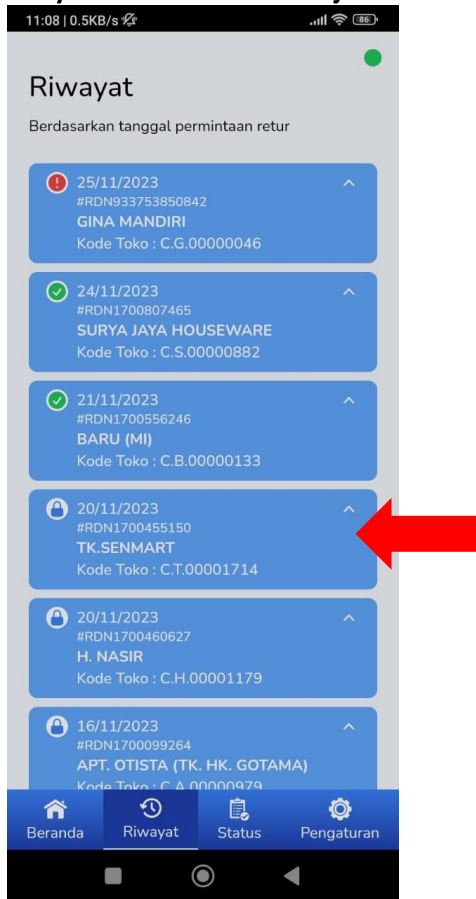 11:08 | 0.5KB/s
86
Riwayat
Berdasarkan tanggal permintaan retur
25/11/2023
#RDN933753850842
GINA MANDIRI
Kode Toko : C.G.00000046
24/11/2023
#RDN1700807465
SURYA JAYA HOUSEWARE
Kode Toko : C.S.00000882
21/11/2023
#RDN1700556246
BARU (MI)
Kode Toko : C.B.00000133
20/11/2023
#RDN1700455150
TK.SENMART
Kode Toko : C.T.00001714
20/11/2023
#RDN1700460627
H. NASIR
Kode Toko : C.H.00001179
16/11/2023
#RDN1700099264
APT. OTISTA (TK. HK. GOTAMA)
Kode Toko : C.A.00000979
Beranda Riwayat Status Pengaturan